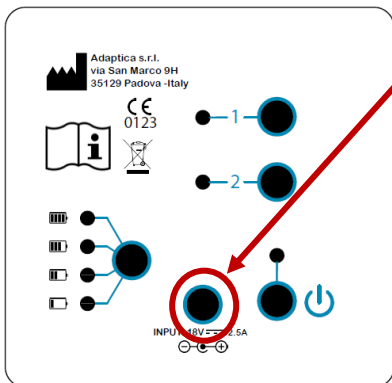 Adaptica s.r.l.
via San Marco 9H
35129 Padova -Italy
CE
0123
i
1
2
INPUT 18V 2.5A